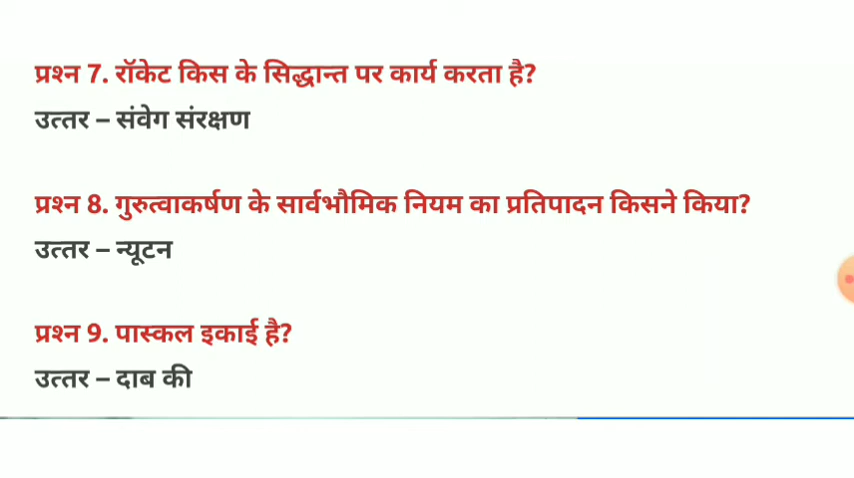 प्रश्न 7. रॉकेट किस के सिद्धान्त पर कार्य करता है?
उत्तर – संवेग संरक्षण
प्रश्न 8. गुरुत्वाकर्षण के सार्वभौमिक नियम का प्रतिपादन किसने किया?
उत्तर – न्यूटन
प्रश्न 9. पास्कल इकाई है?
उत्तर – दाब की